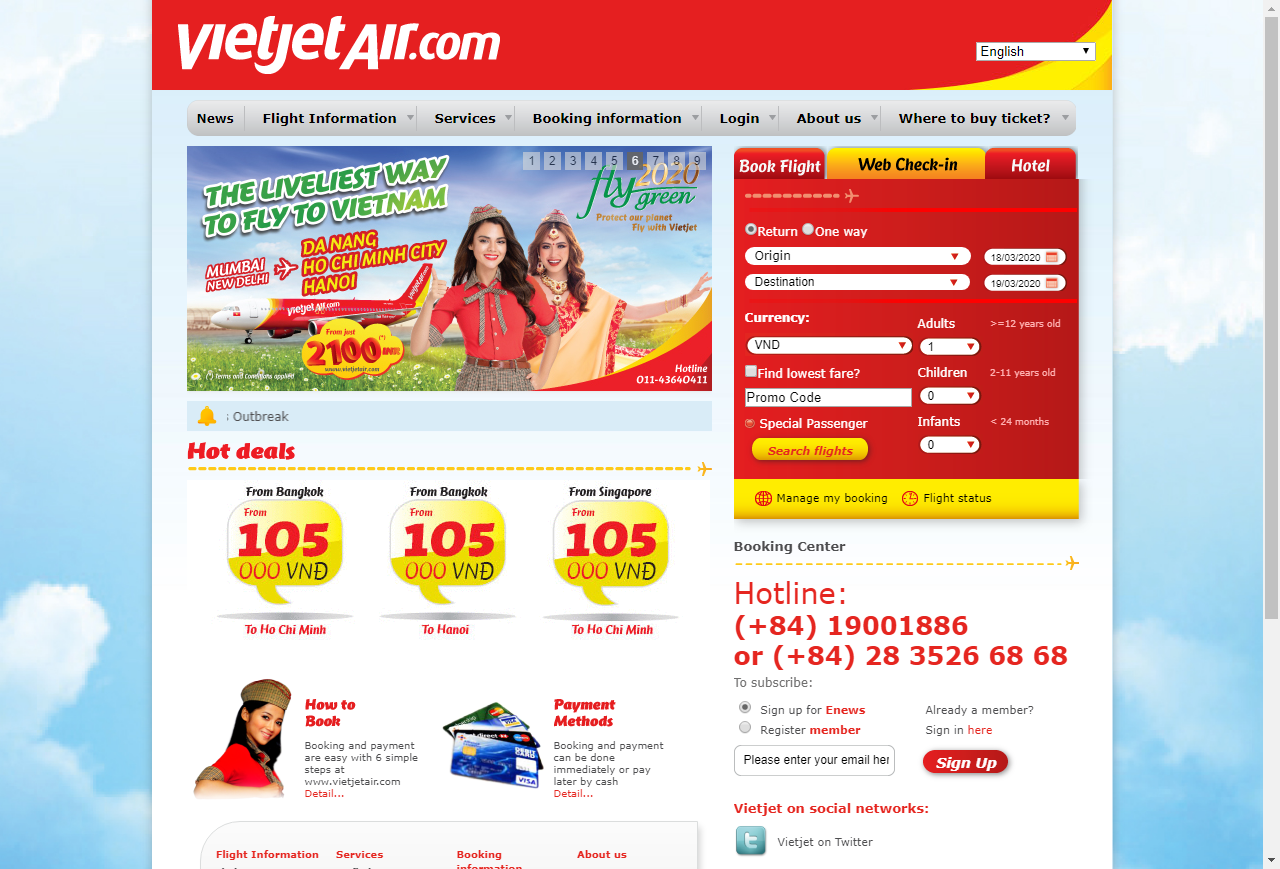 vietjetAir.com
English
News
Flight Information
Services
Booking information
Login
About us
Where to buy ticket?
1 2 3 4 5 6 7 8 9
THE LIVELIEST WAY
TO FLY TO VIETNAM
MUMBAI
NEW DELHI
DA NANG
HO CHI MINH CITY
HANOI
fly 2020
green
Protect our planet
Fly with Vietjet
vietjetAir.com
From just
2100 INR
(*)
www.vietjetair.com
(*) Terms and Conditions applied
Hotline
011-43640411
Outbreak
Hot deals
From Bangkok
From
105
000 VNĐ
To Ho Chi Minh
From Bangkok
From
105
000 VNĐ
To Hanoi
From Singapore
From
105
000 VNĐ
To Ho Chi Minh
How to
Book
Booking and payment
are easy with 6 simple
steps at
www.vietjetair.com
Detail...
Payment
Methods
Booking and payment
can be done
immediately or pay
later by cash
Detail...
Flight Information
Services
Booking
information
About us
Book Flight
Web Check-in
Hotel
Return One way
Origin
18/03/2020
Destination
19/03/2020
Currency:
VND
Find lowest fare?
Promo Code
Special Passenger
Search flights
Adults >=12 years old
1
Children 2-11 years old
0
Infants < 24 months
0
Manage my booking
Flight status
Booking Center
Hotline:
(+84) 19001886
or (+84) 28 3526 68 68
To subscribe:
Sign up for Enews
Register member
Already a member?
Sign in here
Please enter your email her
Sign Up
Vietjet on social networks:
Vietjet on Twitter